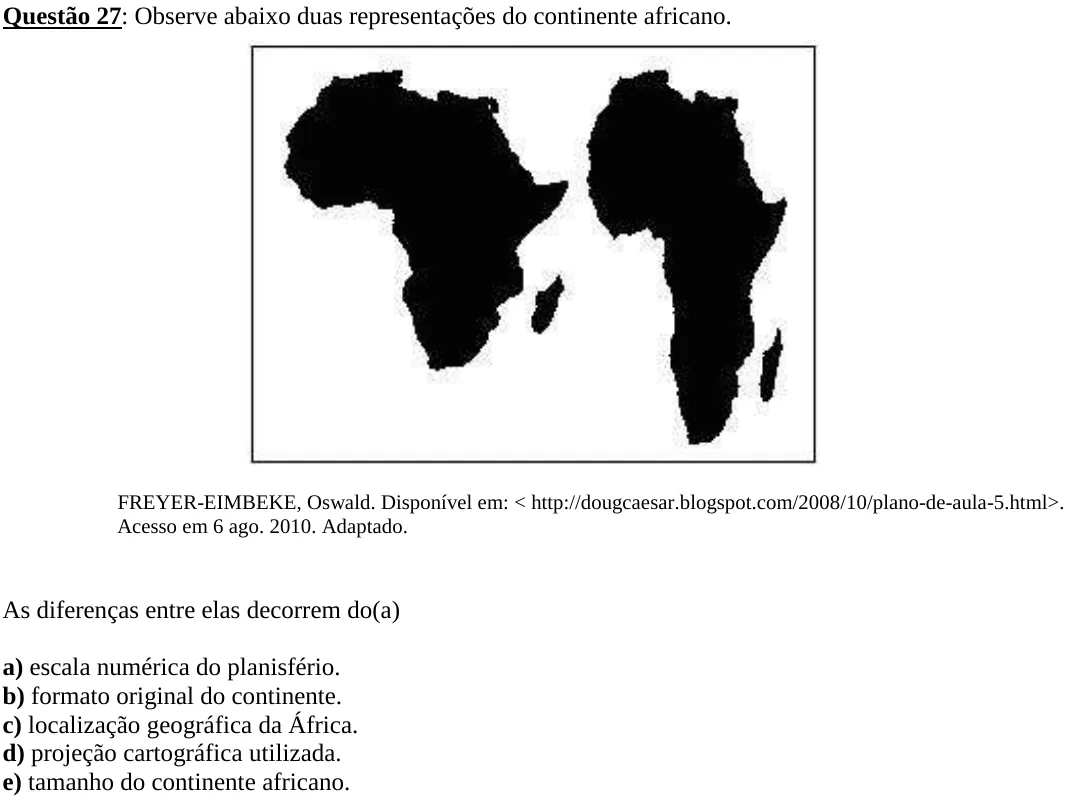 Questão 27: Observe abaixo duas representações do continente africano.
FREYER-EIMBEKE, Oswald. Disponível em: < http://dougcaesar.blogspot.com/2008/10/plano-de-aula-5.html>.
Acesso em 6 ago. 2010. Adaptado.
As diferenças entre elas decorrem do(a)
a) escala numérica do planisfério.
b) formato original do continente.
c) localização geográfica da África.
d) projeção cartográfica utilizada.
e) tamanho do continente africano.